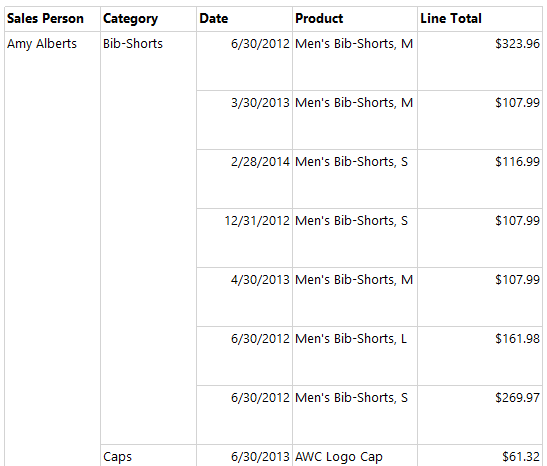 Sales Person Category Date Product Line Total
Amy Alberts Bib-Shorts 6/30/2012 Men's Bib-Shorts, M $323.96
3/30/2013 Men's Bib-Shorts, M $107.99
2/28/2014 Men's Bib-Shorts, S $116.99
12/31/2012 Men's Bib-Shorts, S $107.99
4/30/2013 Men's Bib-Shorts, M $107.99
6/30/2012 Men's Bib-Shorts, L $161.98
6/30/2012 Men's Bib-Shorts, S $269.97
Caps 6/30/2013 AWC Logo Cap $61.32